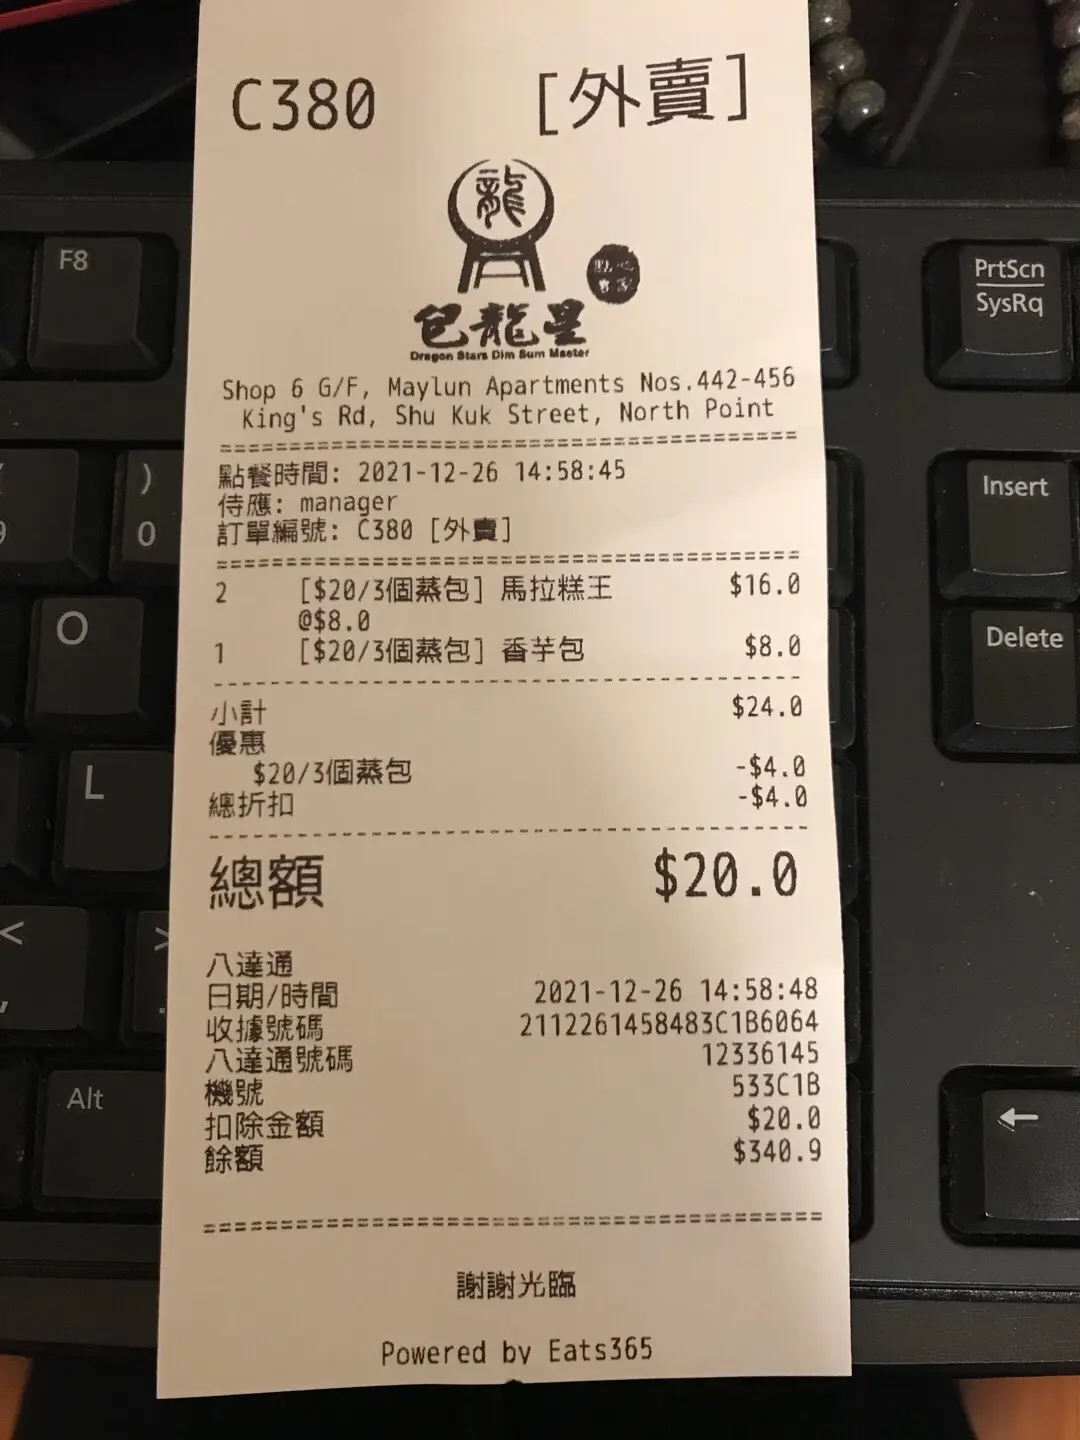 C380 [外賣]
龍
點心
專家
包龍星
Dragon Stars Dim Sum Master
Shop 6 G/F, Maylun Apartments Nos.442-456
King's Rd, Shu Kuk Street, North Point
========================================
點餐時間: 2021-12-26 14:58:45
侍應: manager
訂單編號: C380 [外賣]
========================================
2 [$20/3個蒸包] 馬拉糕王 $16.0
@$8.0
1 [$20/3個蒸包] 香芋包 $8.0
----------------------------------------
小計 $24.0
優惠
$20/3個蒸包 -$4.0
總折扣 -$4.0
----------------------------------------
總額 $20.0
八達通
日期/時間 2021-12-26 14:58:48
收據號碼 2112261458483C1B6064
八達通號碼 12336145
機號 533C1B
扣除金額 $20.0
餘額 $340.9
========================================
謝謝光臨
Powered by Eats365
F8
PrtScn
SysRq
Insert
Delete
(
9
)
0
O
L
<
,
>
.
Alt
←